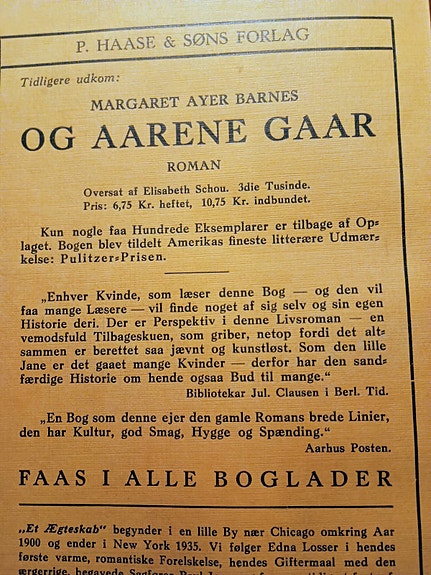 P. HAASE & SØNS FORLAG
Tidligere udkom:
MARGARET AYER BARNES
OG AARENE GAAR
ROMAN
Oversat af Elisabeth Schou. 3die Tusinde.
Pris: 6,75 Kr. heftet, 10,75 Kr. indbundet.
Kun nogle faa Hundrede Eksemplarer er tilbage af Op-
laget. Bogen blev tildelt Amerikas fineste litterære Udmær-
kelse: Pulitzer-Prisen.
„Enhver Kvinde, som læser denne Bog — og den vil
faa mange Læsere — vil finde noget af sig selv og sin egen
Historie deri. Der er Perspektiv i denne Livsroman — en
vemodsfuld Tilbageskuen, som griber, netop fordi det alt-
sammen er berettet saa jævnt og kunstløst. Som den lille
Jane er det gaaet mange Kvinder — derfor har den sand-
færdige Historie om hende ogsaa Bud til mange.“
Bibliotekar Jul. Clausen i Berl. Tid.
„En Bog som denne ejer den gamle Romans brede Linier,
den har Kultur, god Smag, Hygge og Spænding.“
Aarhus Posten.
FAAS I ALLE BOGLADER
„Et Ægteskab“ begynder i en lille By nær Chicago omkring Aar
1900 og ender i New York 1935. Vi følger Edna Losser i hendes
første varme, romantiske Forelskelse, hendes Giftermaal med den
ærgerrige, begavede